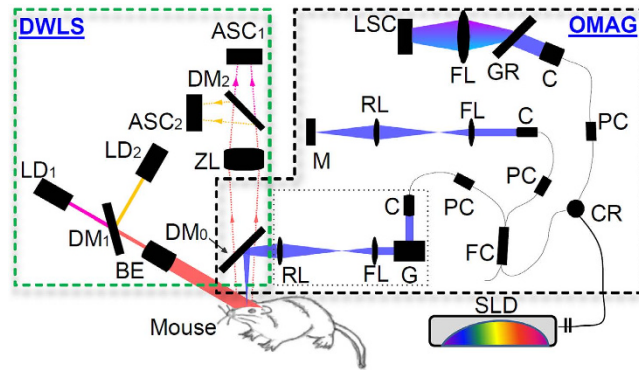 DWLS
OMAG
ASC1
LSC
DM2
FL
GR
C
ASC2
RL
FL
C
PC
LD2
M
ZL
PC
LD1
C
PC
CR
DM0
DM1
FC
BE
RL
FL
G
SLD
Mouse